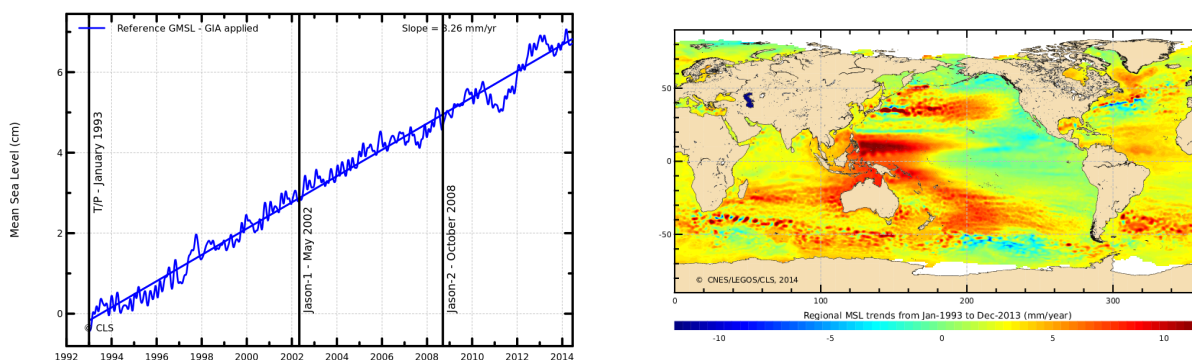 Reference GMSL - GIA applied
Slope = 3.26 mm/yr
Mean Sea Level (cm)
6
4
2
0
T/P - January 1993
Jason-1 - May 2002
Jason-2 - October 2008
© CLS
1992 1994 1996 1998 2000 2002 2004 2006 2008 2010 2012 2014
50
0
-50
© CNES/LEGOS/CLS, 2014
0 100 200 300
Regional MSL trends from Jan-1993 to Dec-2013 (mm/year)
-10 -5 0 5 10